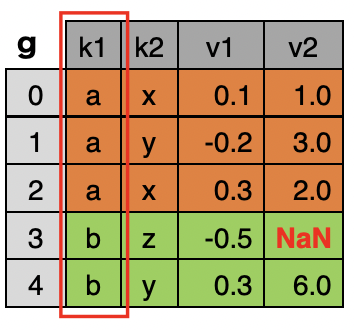 g k1 k2 v1 v2
0 a x 0.1 1.0
1 a y -0.2 3.0
2 a x 0.3 2.0
3 b z -0.5 NaN
4 b y 0.3 6.0